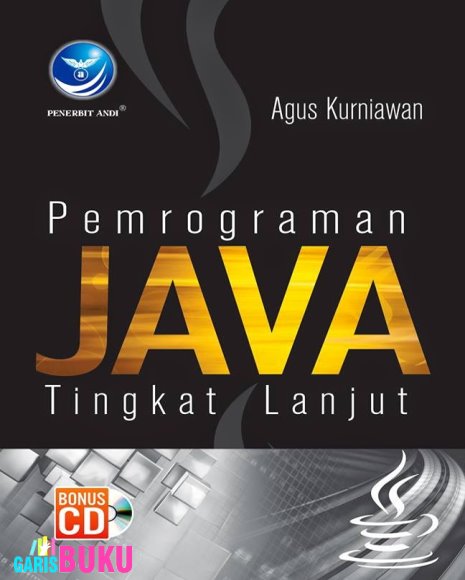 PENERBIT ANDI®
Agus Kurniawan
Pemrograman
JAVA
Tingkat Lanjut
BONUS
CD
GARIS BUKU